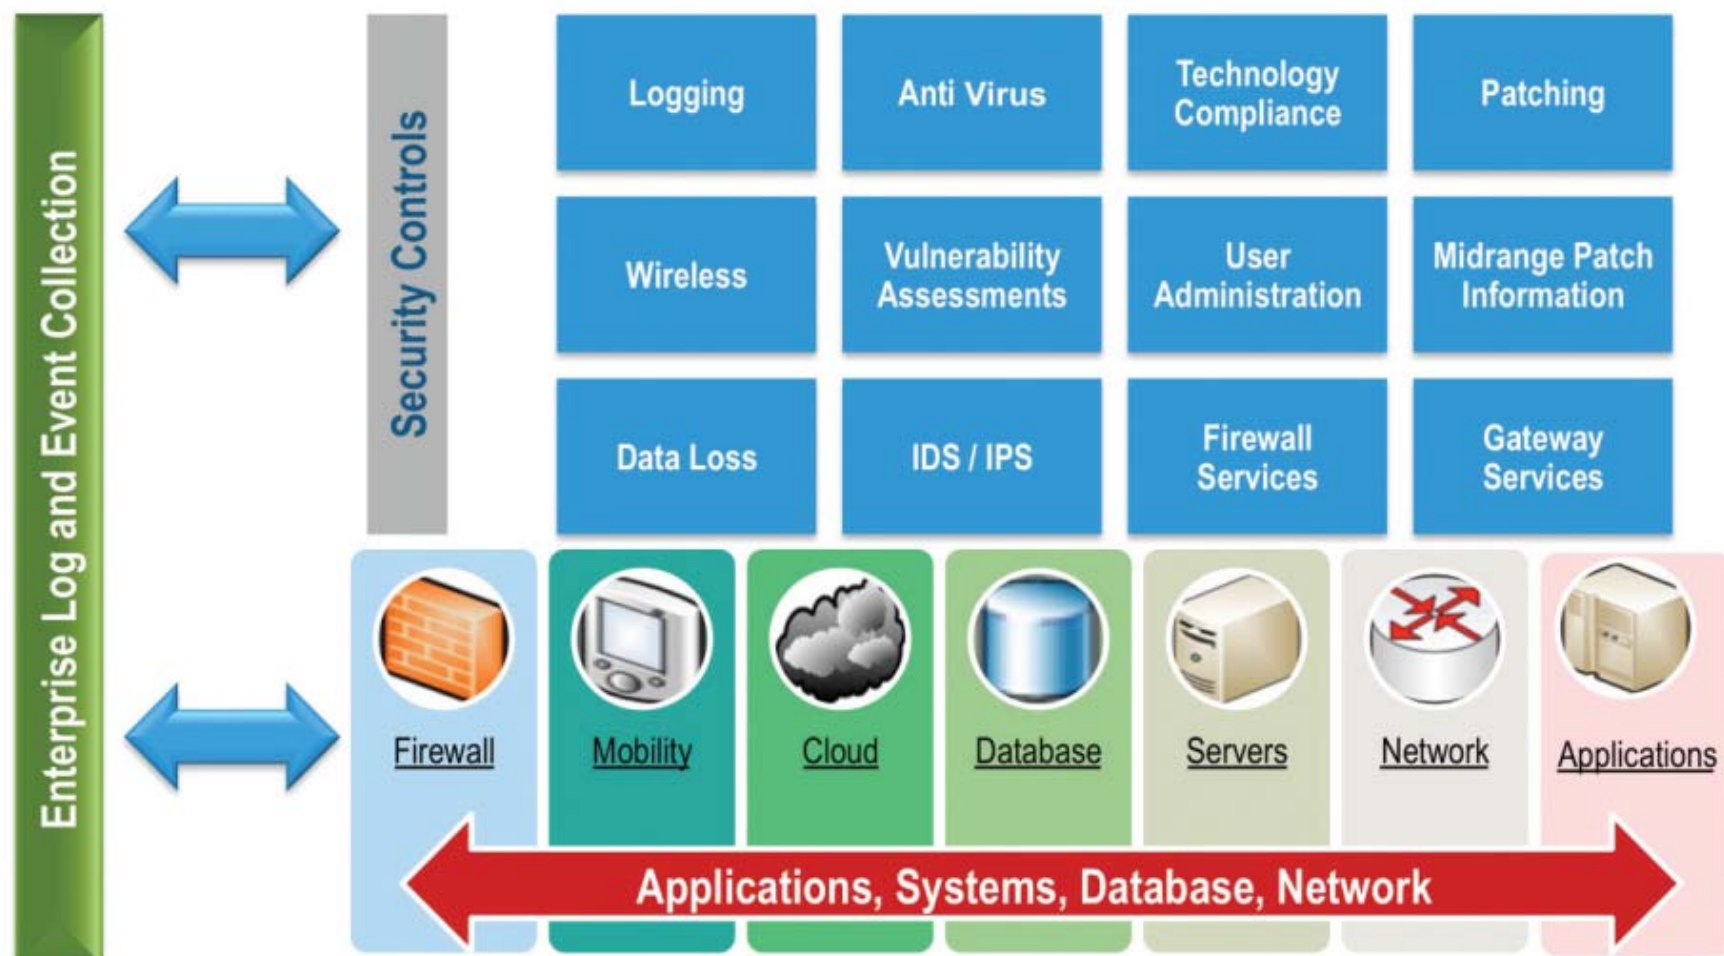 Enterprise Log and Event Collection
Security Controls
Logging
Anti Virus
Technology
Compliance
Patching
Wireless
Vulnerability
Assessments
User
Administration
Midrange Patch
Information
Data Loss
IDS / IPS
Firewall
Services
Gateway
Services
Firewall
Mobility
Cloud
Database
Servers
Network
Applications
Applications, Systems, Database, Network